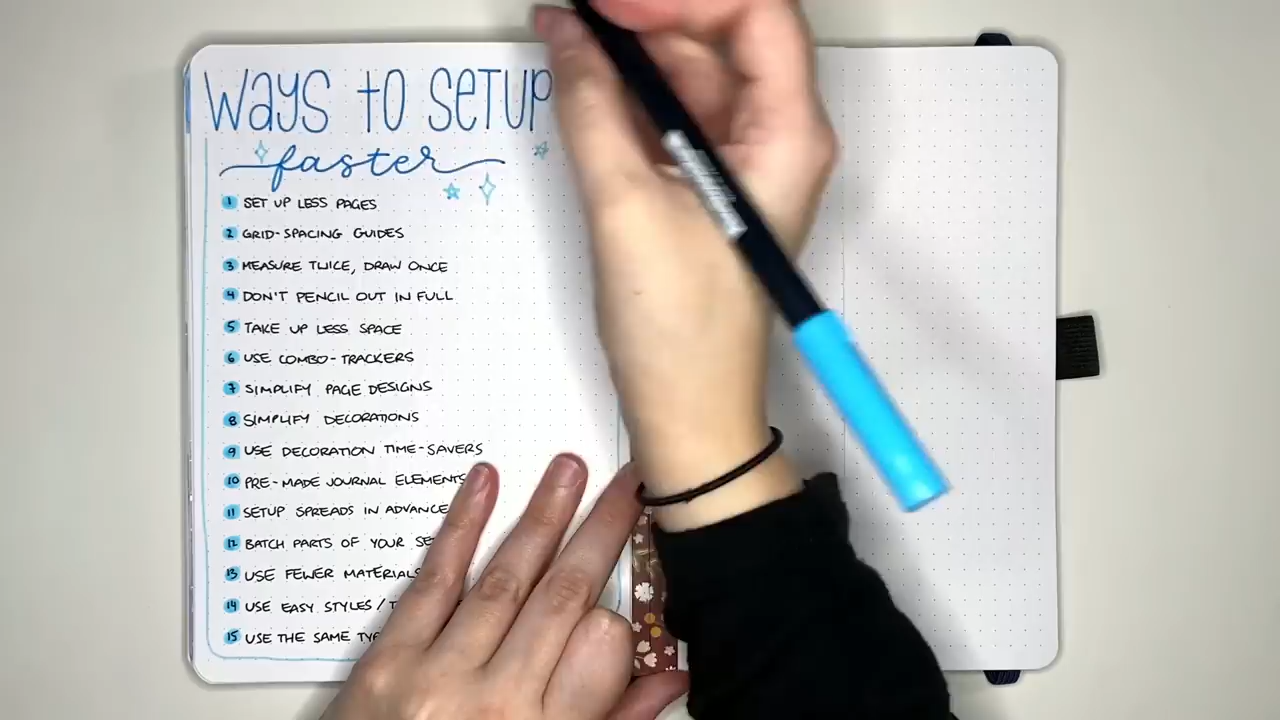 Ways to SETUP
faster
1 SET UP LESS PAGES
2 GRID-SPACING GUIDES
3 MEASURE TWICE, DRAW ONCE
4 DON'T PENCIL OUT IN FULL
5 TAKE UP LESS SPACE
6 USE COMBO-TRACKERS
7 SIMPLIFY PAGE DESIGNS
8 SIMPLIFY DECORATIONS
9 USE DECORATION TIME-SAVERS
10 PRE-MADE JOURNAL ELEMENTS
11 SETUP SPREADS IN ADVANCE
12 BATCH PARTS OF YOUR
13 USE FEWER MATERIALS
14 USE EASY STYLES/
15 USE THE SAME